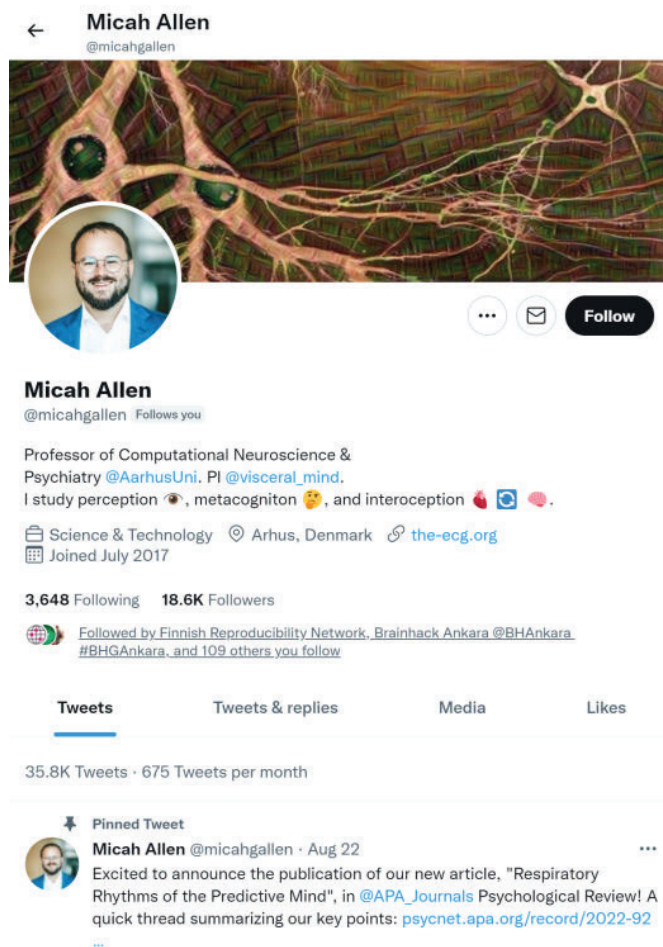 Micah Allen
@micahgallen
Follow
Micah Allen
@micahgallen Follows you
Professor of Computational Neuroscience &
Psychiatry @AarhusUni. PI @visceral_mind.
I study perception 👁, metacogniton 🤔, and interoception 🫀 🔄 🧠.
Science & Technology Arhus, Denmark the-ecg.org
Joined July 2017
3,648 Following 18.6K Followers
Followed by Finnish Reproducibility Network, Brainhack Ankara @BHAnkara
#BHGAnkara, and 109 others you follow
Tweets Tweets & replies Media Likes
35.8K Tweets · 675 Tweets per month
Pinned Tweet
Micah Allen @micahgallen · Aug 22
Excited to announce the publication of our new article, "Respiratory
Rhythms of the Predictive Mind", in @APA_Journals Psychological Review! A
quick thread summarizing our key points: psycnet.apa.org/record/2022-92
...